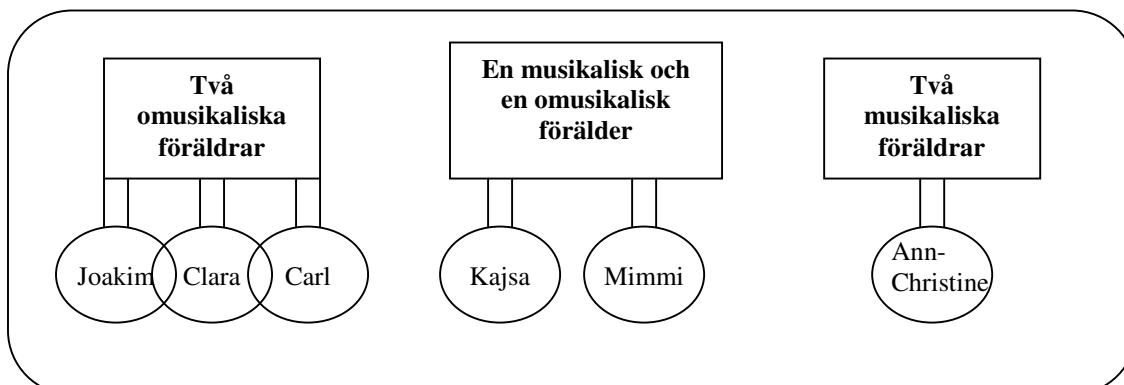 Två
omusikaliska
föräldrar
En musikalisk och
en omusikalisk
förälder
Två
musikaliska
föräldrar
Joakim
Clara
Carl
Kajsa
Mimmi
Ann-
Christine